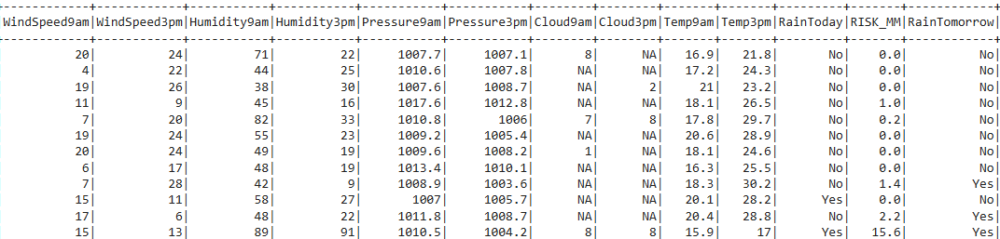 WindSpeed9am|WindSpeed3pm|Humidity9am|Humidity3pm|Pressure9am|Pressure3pm|Cloud9am|Cloud3pm|Temp9am|Temp3pm|RainToday|RISK_MM|RainTomorrow|
20| 24| 71| 22| 1007.7| 1007.1| 8| NA| 16.9| 21.8| No| 0.0| No|
4| 22| 44| 25| 1010.6| 1007.8| NA| NA| 17.2| 24.3| No| 0.0| No|
19| 26| 38| 30| 1007.6| 1008.7| NA| 2| 21| 23.2| No| 0.0| No|
11| 9| 45| 16| 1017.6| 1012.8| NA| NA| 18.1| 26.5| No| 1.0| No|
7| 20| 82| 33| 1010.8| 1006| 7| 8| 17.8| 29.7| No| 0.2| No|
19| 24| 55| 23| 1009.2| 1005.4| NA| NA| 20.6| 28.9| No| 0.0| No|
20| 24| 49| 19| 1009.6| 1008.2| 1| NA| 18.1| 24.6| No| 0.0| No|
6| 17| 48| 19| 1013.4| 1010.1| NA| NA| 16.3| 25.5| No| 0.0| No|
7| 28| 42| 9| 1008.9| 1003.6| NA| NA| 18.3| 30.2| No| 1.4| Yes|
15| 11| 58| 27| 1007| 1005.7| NA| NA| 20.1| 28.2| Yes| 0.0| No|
17| 6| 48| 22| 1011.8| 1008.7| NA| NA| 20.4| 28.8| No| 2.2| Yes|
15| 13| 89| 91| 1010.5| 1004.2| 8| 8| 15.9| 17| Yes| 15.6| Yes|